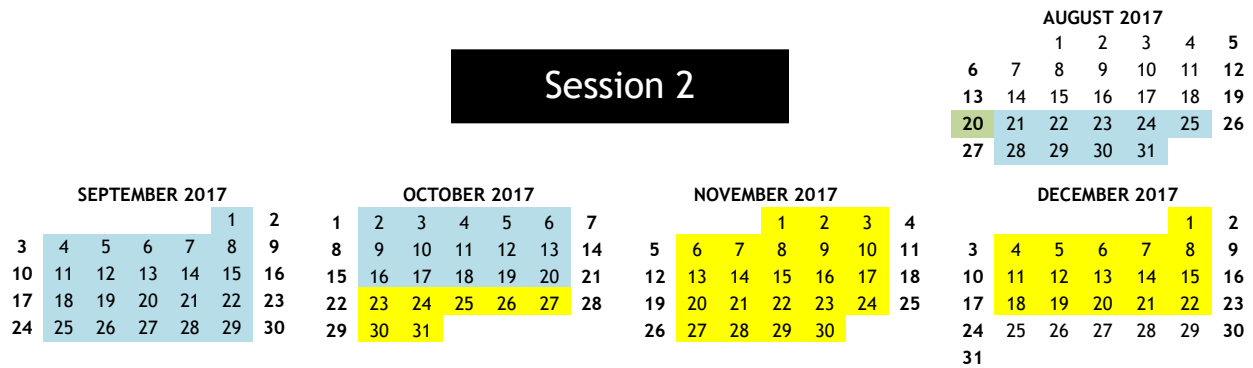 AUGUST 2017
1 2 3 4 5
6 7 8 9 10 11 12
13 14 15 16 17 18 19
20 21 22 23 24 25 26
27 28 29 30 31
Session 2
SEPTEMBER 2017
1 2
3 4 5 6 7 8 9
10 11 12 13 14 15 16
17 18 19 20 21 22 23
24 25 26 27 28 29 30
OCTOBER 2017
1 2 3 4 5 6 7
8 9 10 11 12 13 14
15 16 17 18 19 20 21
22 23 24 25 26 27 28
29 30 31
NOVEMBER 2017
1 2 3 4
5 6 7 8 9 10 11
12 13 14 15 16 17 18
19 20 21 22 23 24 25
26 27 28 29 30
DECEMBER 2017
1 2
3 4 5 6 7 8 9
10 11 12 13 14 15 16
17 18 19 20 21 22 23
24 25 26 27 28 29 30
31